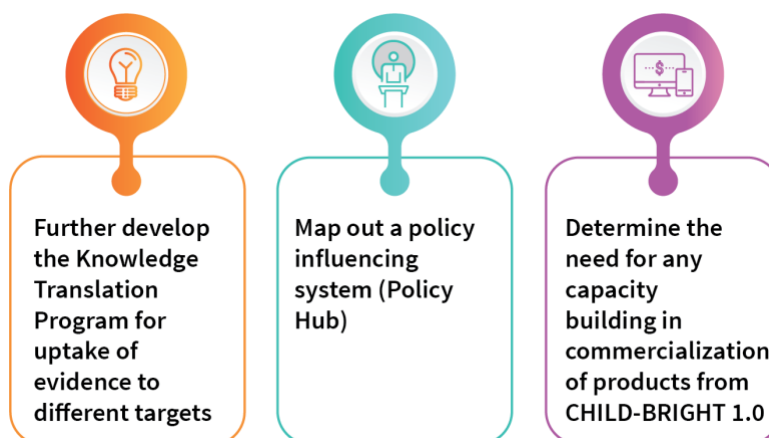 Further develop
the Knowledge
Translation
Program for
uptake of
evidence to
different targets
Map out a policy
influencing
system (Policy
Hub)
$
Determine the
need for any
capacity
building in
commercialization
of products from
CHILD-BRIGHT 1.0